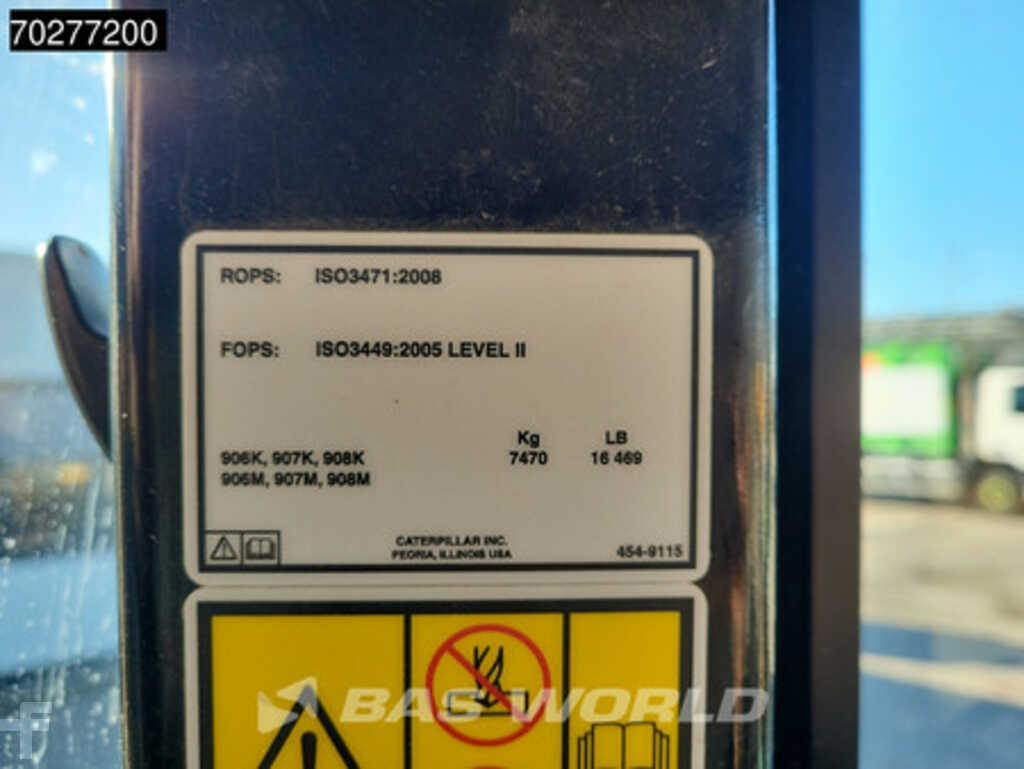 70277200
ROPS: ISO3471:2008
FOPS: ISO3449:2005 LEVEL II
Kg LB
906K, 907K, 908K 7470 16 469
906M, 907M, 908M
CATERPILLAR INC.
PEORIA, ILLINOIS USA 454-9115
BAS WORLD